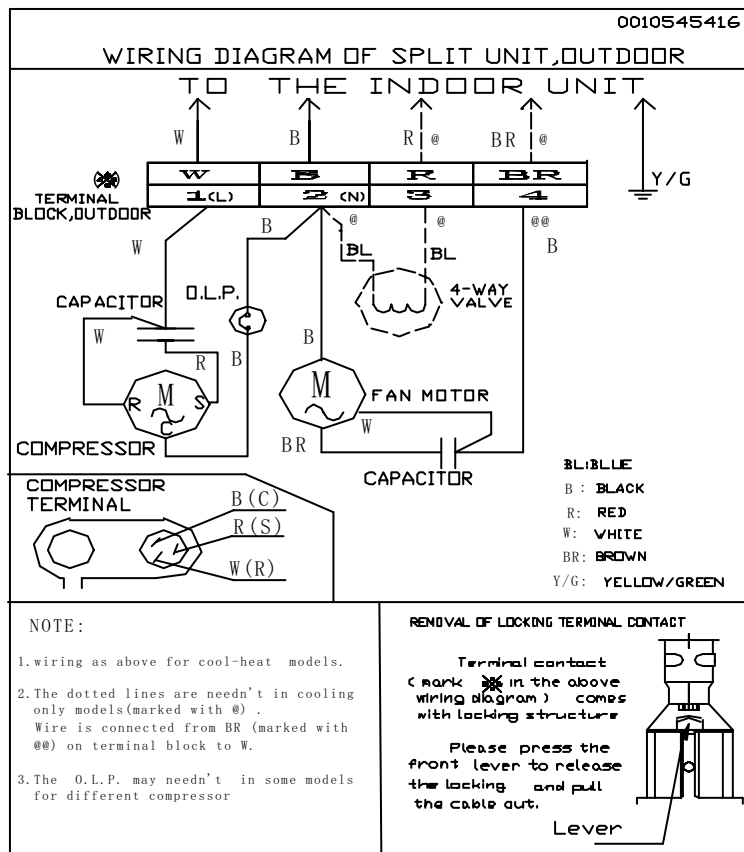 0010545416
WIRING DIAGRAM OF SPLIT UNIT,OUTDOOR
TO THE INDOOR UNIT
W
B
R @
BR @
W B R BR
1(L) 2 (N) 3 4
Y/G
TERMINAL
BLOCK,OUTDOOR
W
B
@
@
@@
B
BL
BL
4-WAY
VALVE
O.L.P.
CAPACITOR
W
R
B
B
M
R S
C
COMPRESSOR
M
FAN MOTOR
W
BR
CAPACITOR
COMPRESSOR
TERMINAL
B(C)
R(S)
W(R)
BL:BLUE
B : BLACK
R: RED
W: WHITE
BR: BROWN
Y/G: YELLOW/GREEN
NOTE:
1.wiring as above for cool-heat models.
2.The dotted lines are needn't in cooling
only models(marked with @) .
Wire is connected from BR (marked with
@@) on terminal block to W.
3.The O.L.P. may needn't in some models
for different compressor
REMOVAL OF LOCKING TERMINAL CONTACT
Terminal contact
( mark ※ in the above
wiring diagram ) comes
with locking structure
Please press the
front lever to release
the locking and pull
the cable out.
Lever